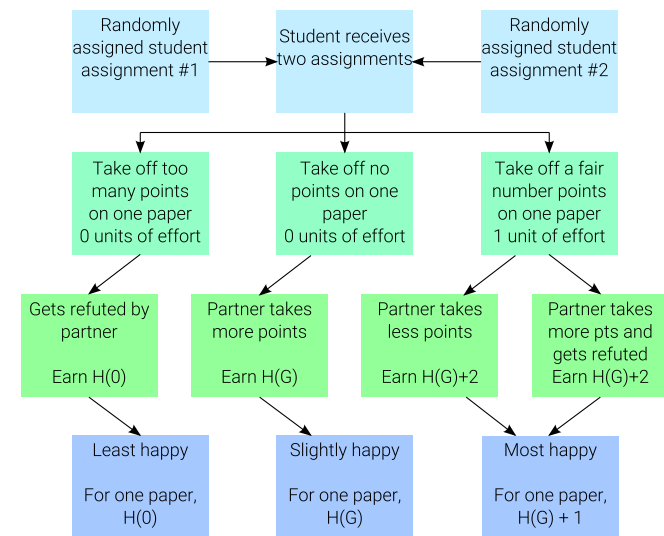 Randomly
assigned student
assignment #1
Student receives
two assignments
Randomly
assigned student
assignment #2
Take off too
many points
on one paper
0 units of effort
Take off no
points on one
paper
0 units of effort
Take off a fair
number points
on one paper
1 unit of effort
Gets refuted by
partner
Earn H(0)
Partner takes
more points
Earn H(G)
Partner takes
less points
Earn H(G)+2
Partner takes
more pts and
gets refuted
Earn H(G)+2
Least happy
For one paper,
H(0)
Slightly happy
For one paper,
H(G)
Most happy
For one paper,
H(G) + 1